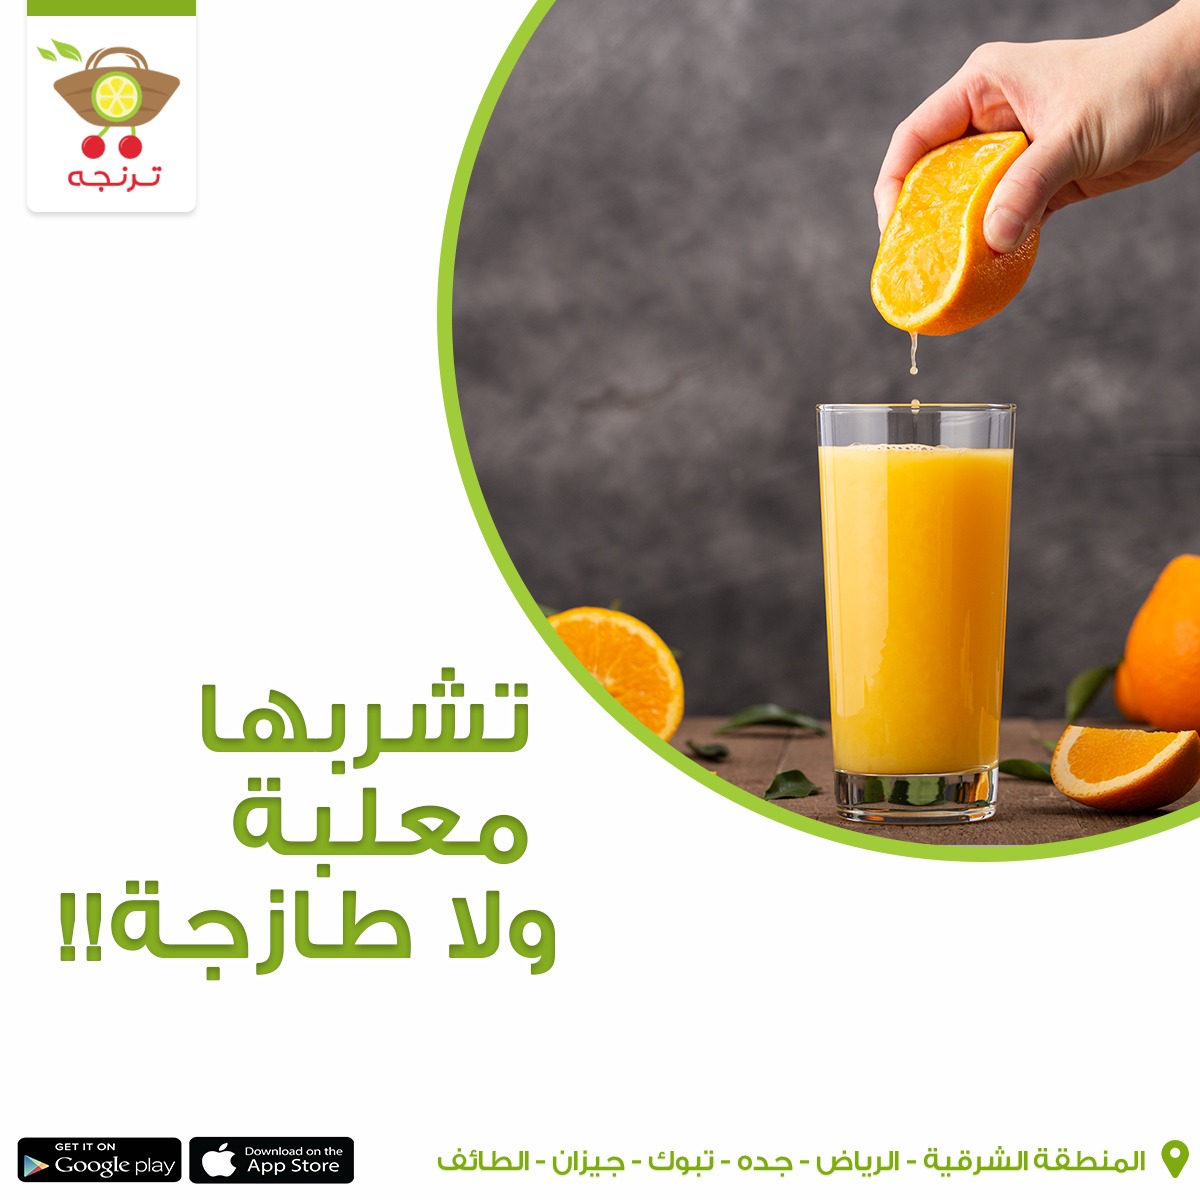 ترنجه
تشربها
معلبة
ولا طازجة!!
GET IT ON
Google play
Download on the
App Store
المنطقة الشرقية - الرياض - جده - تبوك - جيزان - الطائف